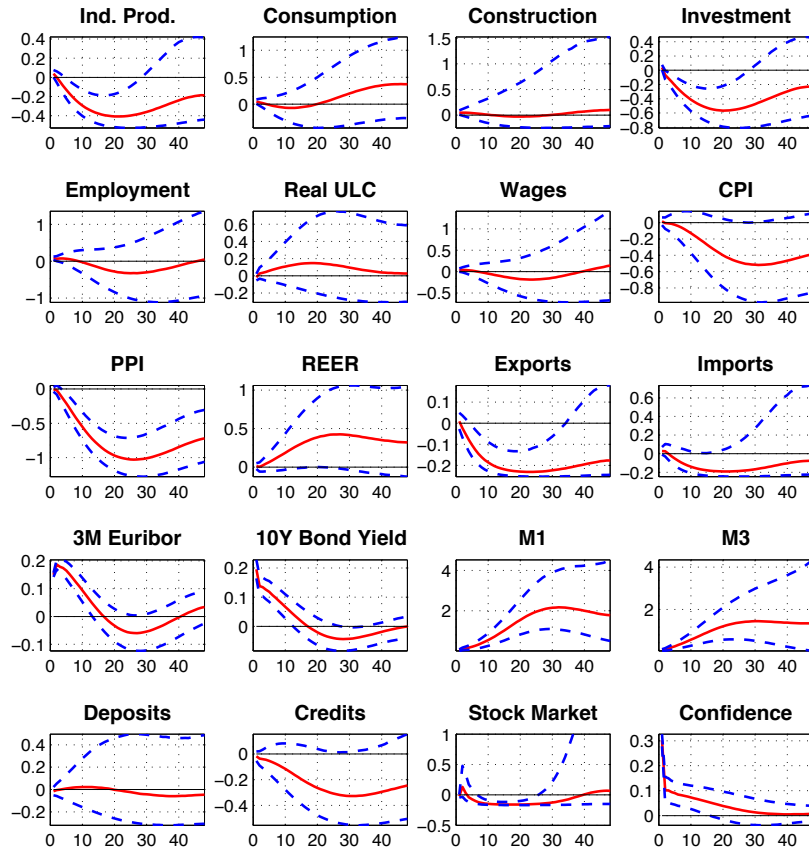 Ind. Prod. Consumption Construction Investment
0.4 0.2 0 −0.2 −0.4 0 10 20 30 40
1 0.5 0 0 10 20 30 40
1.5 1 0.5 0 0 10 20 30 40
0.4 0.2 0 −0.2 −0.4 −0.6 −0.8 0 10 20 30 40
Employment Real ULC Wages CPI
1 0 −1 0 10 20 30 40
0.6 0.4 0.2 0 −0.2 0 10 20 30 40
1 0.5 0 −0.5 0 10 20 30 40
0 −0.2 −0.4 −0.6 −0.8 0 10 20 30 40
PPI REER Exports Imports
0 −0.5 −1 0 10 20 30 40
1 0.5 0 0 10 20 30 40
0.1 0 −0.1 −0.2 0 10 20 30 40
0.6 0.4 0.2 0 −0.2 0 10 20 30 40
3M Euribor 10Y Bond Yield M1 M3
0.2 0.1 0 −0.1 0 10 20 30 40
0.2 0.1 0 0 10 20 30 40
4 2 0 10 20 30 40
4 2 0 10 20 30 40
Deposits Credits Stock Market Confidence
0.4 0.2 0 −0.2 0 10 20 30 40
0 −0.2 −0.4 0 10 20 30 40
1 0.5 0 −0.5 0 10 20 30 40
0.3 0.2 0.1 0 0 10 20 30 40